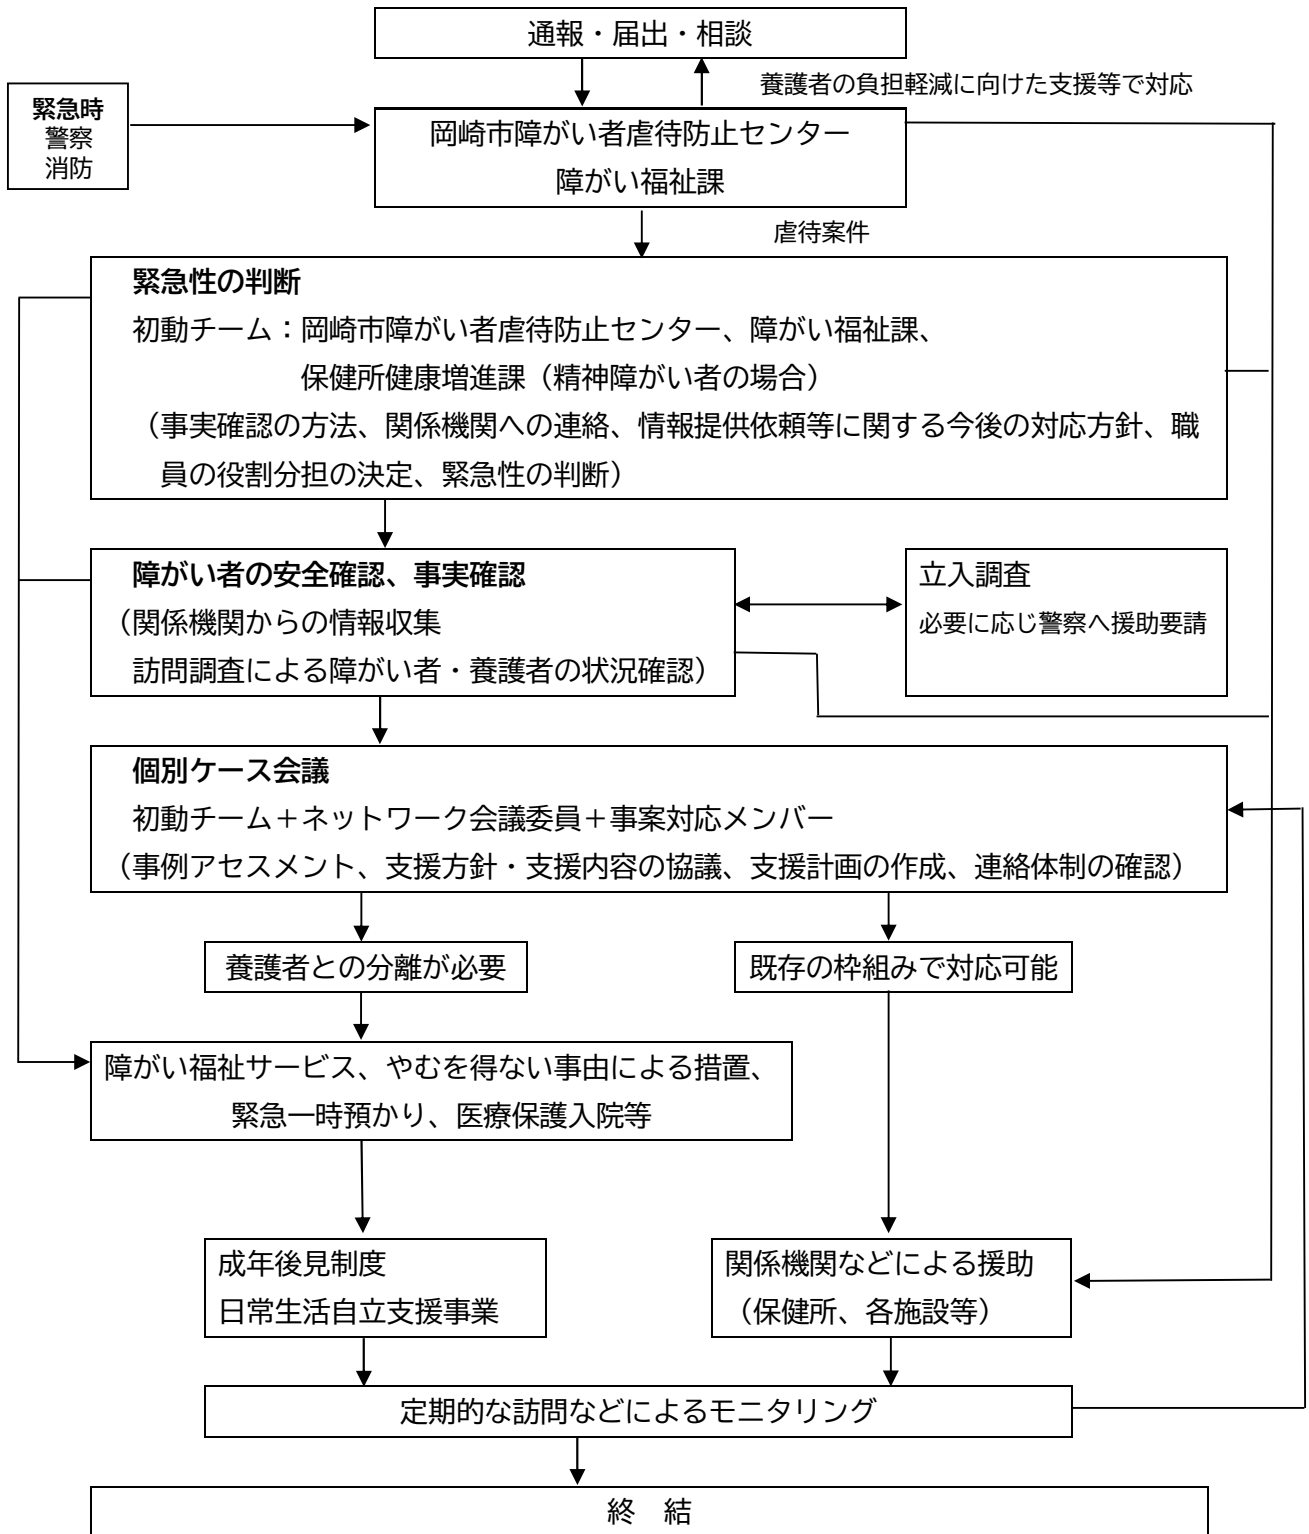 通報・届出・相談
養護者の負担軽減に向けた支援等で対応
緊急時
警察
消防
岡崎市障がい者虐待防止センター
障がい福祉課
虐待案件
緊急性の判断
初動チーム：岡崎市障がい者虐待防止センター、障がい福祉課、
保健所健康増進課（精神障がい者の場合）
（事実確認の方法、関係機関への連絡、情報提供依頼等に関する今後の対応方針、職
員の役割分担の決定、緊急性の判断）
障がい者の安全確認、事実確認
（関係機関からの情報収集
訪問調査による障がい者・養護者の状況確認）
立入調査
必要に応じ警察へ援助要請
個別ケース会議
初動チーム＋ネットワーク会議委員＋事案対応メンバー
（事例アセスメント、支援方針・支援内容の協議、支援計画の作成、連絡体制の確認）
養護者との分離が必要
既存の枠組みで対応可能
障がい福祉サービス、やむを得ない事由による措置、
緊急一時預かり、医療保護入院等
成年後見制度
日常生活自立支援事業
関係機関などによる援助
（保健所、各施設等）
定期的な訪問などによるモニタリング
終　結